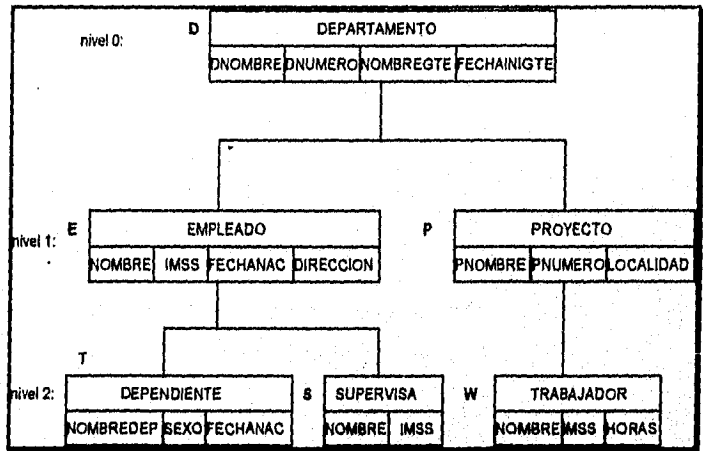 nivel 0: D DEPARTAMENTO
DNOMBRE DNUMERO NOMBREGTE FECHAINIGTE
nivel 1: E EMPLEADO P PROYECTO
NOMBRE IMSS FECHANAC DIRECCION PNOMBRE PNUMERO LOCALIDAD
T
nivel 2: DEPENDIENTE S SUPERVISA W TRABAJADOR
NOMBREDEP SEXO FECHANAC NOMBRE IMSS NOMBRE IMSS HORAS